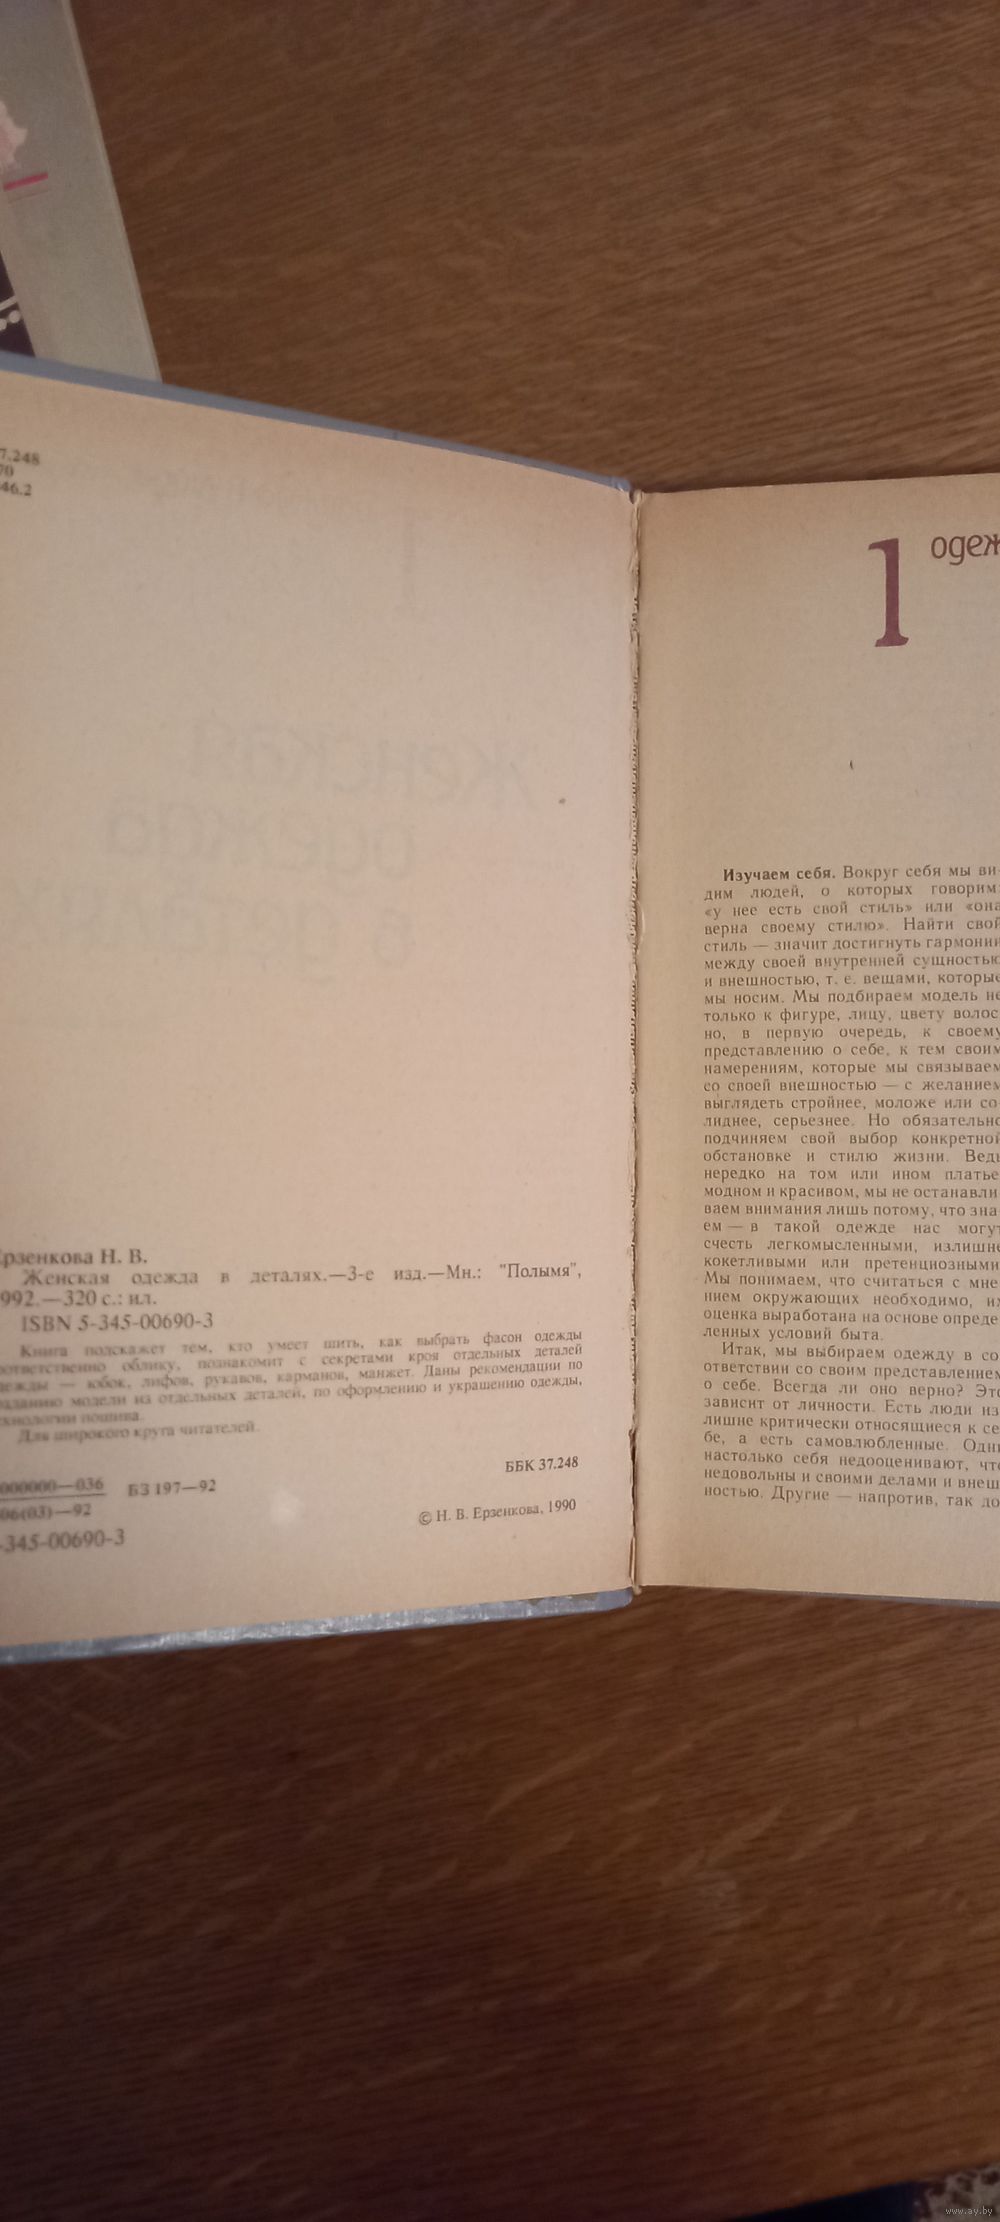 7.248
70
46.2
Ерзенкова Н. В.
Женская одежда в деталях.—3-е изд.—Мн.: "Полымя",
992.—320 с.: ил.
ISBN 5-345-00690-3
Книга подскажет тем, кто умеет шить, как выбрать фасон одежды
оответственно облику, познакомит с секретами кроя отдельных деталей
дежды — юбок, лифов, рукавов, карманов, манжет. Даны рекомендации по
озданию модели из отдельных деталей, по оформлению и украшению одежды,
ехнологии пошива.
Для широкого круга читателей.
000000—036
06(03)—92
БЗ 197—92
ББК 37.248
-345-00690-3
© Н. В. Ерзенкова, 1990
1 одеж
Изучаем себя. Вокруг себя мы ви-
дим людей, о которых говорим:
«у нее есть свой стиль» или «она
верна своему стилю». Найти свой
стиль — значит достигнуть гармонии
между своей внутренней сущностью
и внешностью, т. е. вещами, которые
мы носим. Мы подбираем модель не
только к фигуре, лицу, цвету волос,
но, в первую очередь, к своему
представлению о себе, к тем своим
намерениям, которые мы связываем
со своей внешностью — с желанием
выглядеть стройнее, моложе или со-
лиднее, серьезнее. Но обязательно
подчиняем свой выбор конкретной
обстановке и стилю жизни. Ведь
нередко на том или ином платье,
модном и красивом, мы не останавли-
ваем внимания лишь потому, что зна-
ем — в такой одежде нас могут
счесть легкомысленными, излишне
кокетливыми или претенциозными.
Мы понимаем, что считаться с мне-
нием окружающих необходимо, их
оценка выработана на основе опреде-
ленных условий быта.
Итак, мы выбираем одежду в со-
ответствии со своим представлением
о себе. Всегда ли оно верно? Это
зависит от личности. Есть люди из-
лишне критически относящиеся к се-
бе, а есть самовлюбленные. Одни
настолько себя недооценивают, что
недовольны и своими делами и внеш-
ностью. Другие — напротив, так до-
www.ay.by